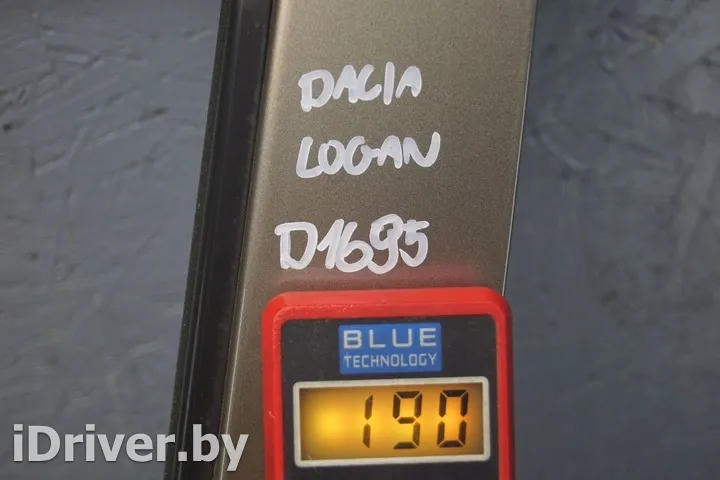 DACIA
LOGAN
D1695
BLUE
TECHNOLOGY
190
iDriver.by